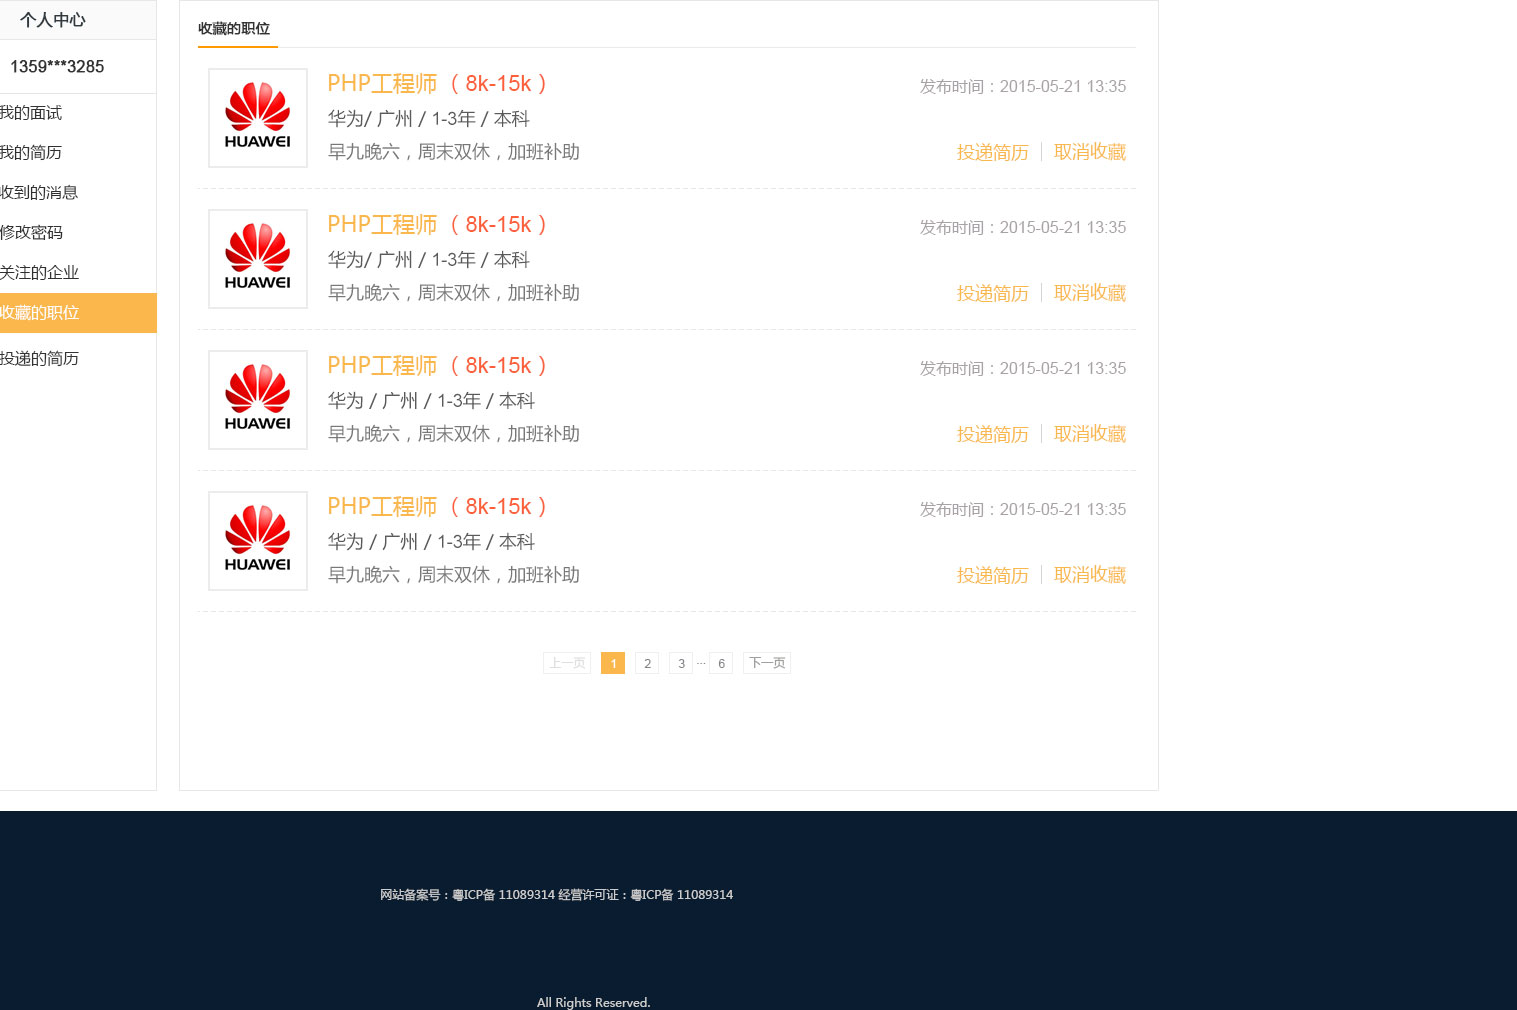 个人中心
1359***3285
我的面试
我的简历
收到的消息
修改密码
关注的企业
收藏的职位
投递的简历
收藏的职位
HUAWEI
PHP工程师（ 8k-15k ）
发布时间：2015-05-21 13:35
华为/ 广州 / 1-3年 / 本科
早九晚六，周末双休，加班补助
投递简历 | 取消收藏
HUAWEI
PHP工程师（ 8k-15k ）
发布时间：2015-05-21 13:35
华为/ 广州 / 1-3年 / 本科
早九晚六，周末双休，加班补助
投递简历 | 取消收藏
HUAWEI
PHP工程师（ 8k-15k ）
发布时间：2015-05-21 13:35
华为 / 广州 / 1-3年 / 本科
早九晚六，周末双休，加班补助
投递简历 | 取消收藏
HUAWEI
PHP工程师（ 8k-15k ）
发布时间：2015-05-21 13:35
华为 / 广州 / 1-3年 / 本科
早九晚六，周末双休，加班补助
投递简历 | 取消收藏
上一页 1 2 3 ... 6 下一页
网站备案号：粤ICP备 11089314 经营许可证：粤ICP备 11089314
All Rights Reserved.